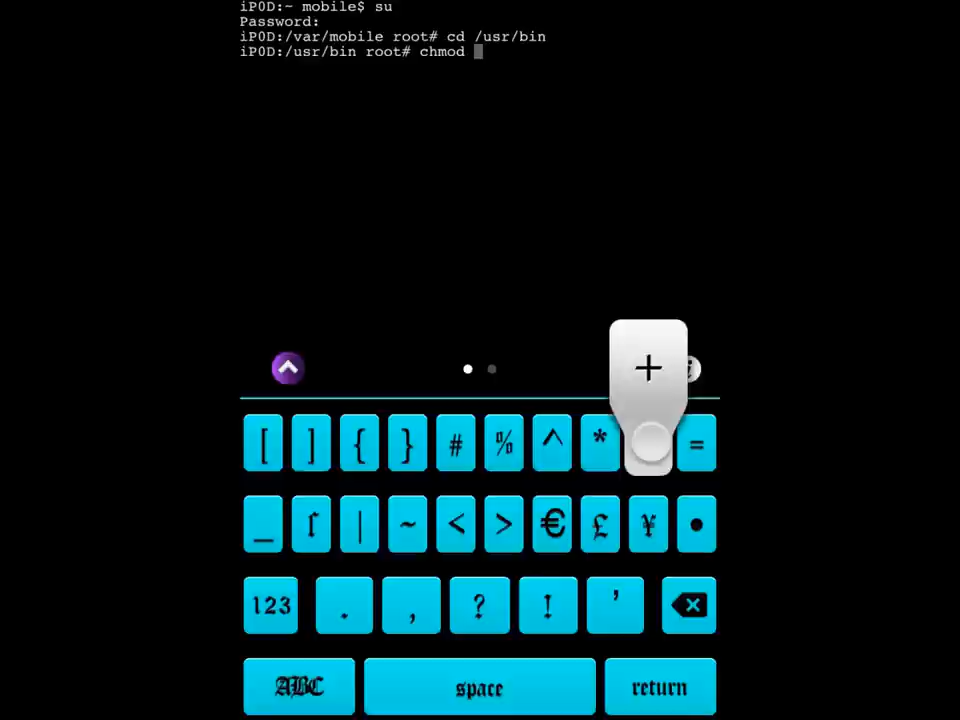 iP0D:~ mobile$ su
Password:
iP0D:/var/mobile root# cd /usr/bin
iP0D:/usr/bin root# chmod
+
[ ] { } # % ^ * =
_ | ~ < > € £ ¥ •
123 . , ? ! '
ABC space return